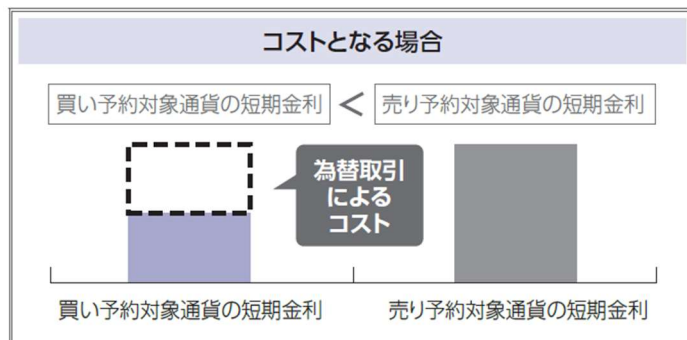 コストとなる場合
買い予約対象通貨の短期金利 < 売り予約対象通貨の短期金利
為替取引
による
コスト
買い予約対象通貨の短期金利
売り予約対象通貨の短期金利